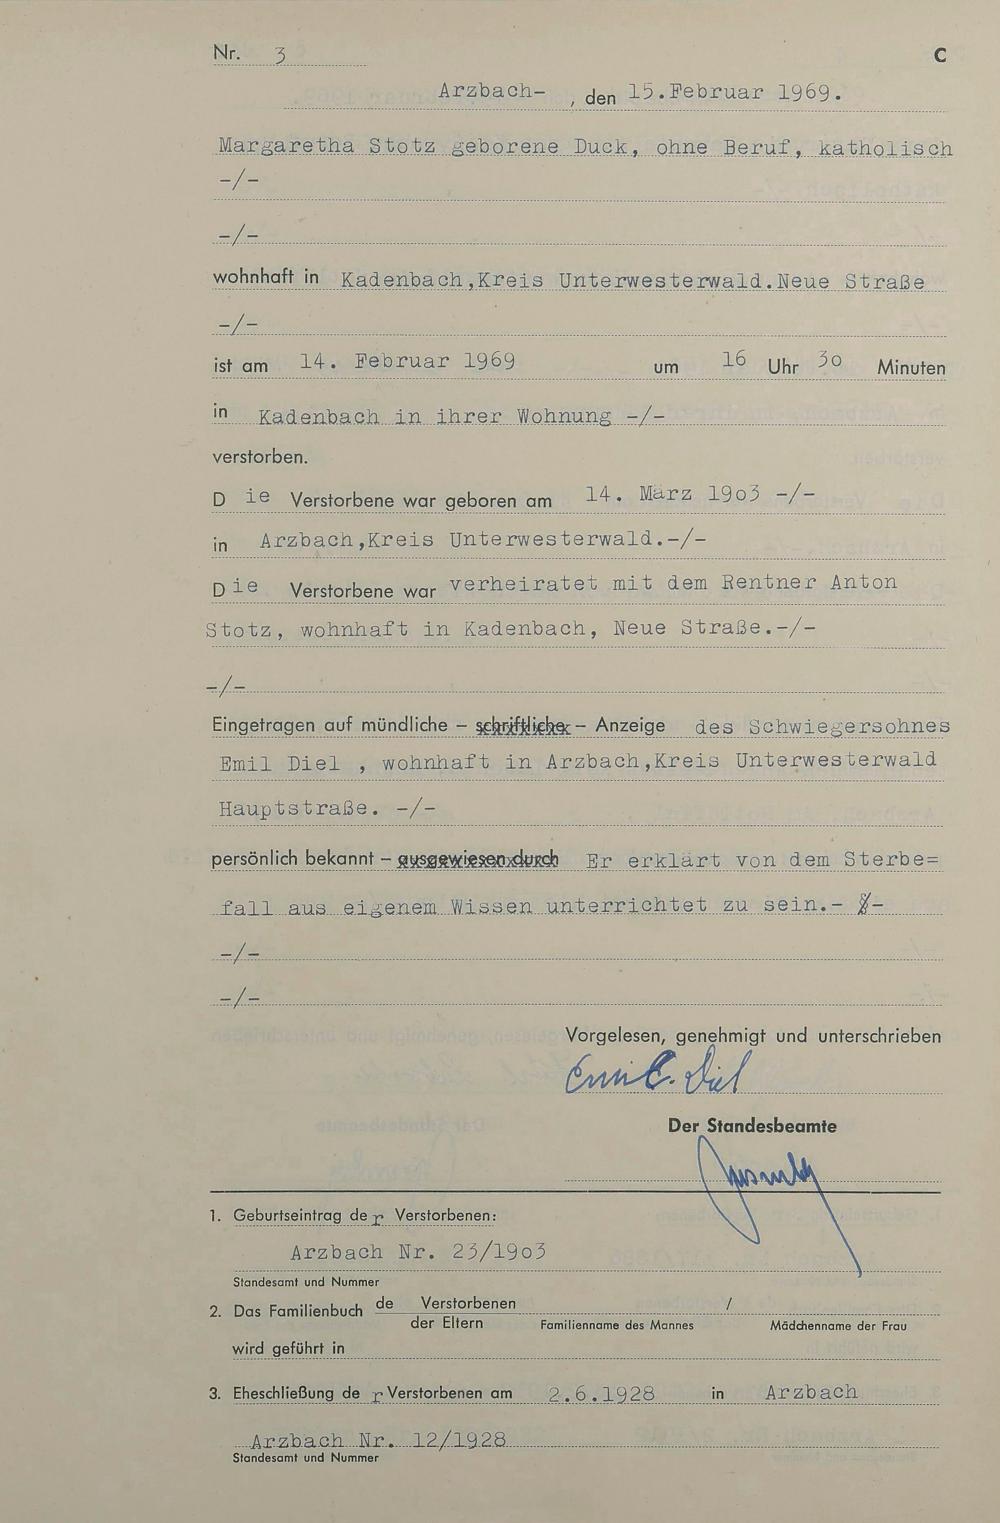 Nr. 3 C
Arzbach- , den 15.Februar 1969.
Margaretha Stotz geborene Duck, ohne Beruf, katholisch
-/-
-/-
wohnhaft in Kadenbach,Kreis Unterwesterwald.Neue Straße
-/-
ist am 14. Februar 1969 um 16 Uhr 30 Minuten
in Kadenbach in ihrer Wohnung -/-
verstorben.
D ie Verstorbene war geboren am 14. März 19o3 -/-
in Arzbach,Kreis Unterwesterwald.-/-
D ie Verstorbene war verheiratet mit dem Rentner Anton
Stotz, wohnhaft in Kadenbach, Neue Straße.-/-
-/-
Eingetragen auf mündliche – schriftliche – Anzeige des Schwiegersohnes
Emil Diel , wohnhaft in Arzbach,Kreis Unterwesterwald
Hauptstraße. -/-
persönlich bekannt – ausgewiesen durch Er erklärt von dem Sterbe=
fall aus eigenem Wissen unterrichtet zu sein.- /-
-/-
-/-
Vorgelesen, genehmigt und unterschrieben
Emil Diel
Der Standesbeamte
1. Geburtseintrag de r Verstorbenen:
Arzbach Nr. 23/19o3
Standesamt und Nummer
2. Das Familienbuch de Verstorbenen /
der Eltern Familienname des Mannes Mädchenname der Frau
wird geführt in
3. Eheschließung de r Verstorbenen am 2.6.1928 in Arzbach
Arzbach Nr. 12/1928
Standesamt und Nummer